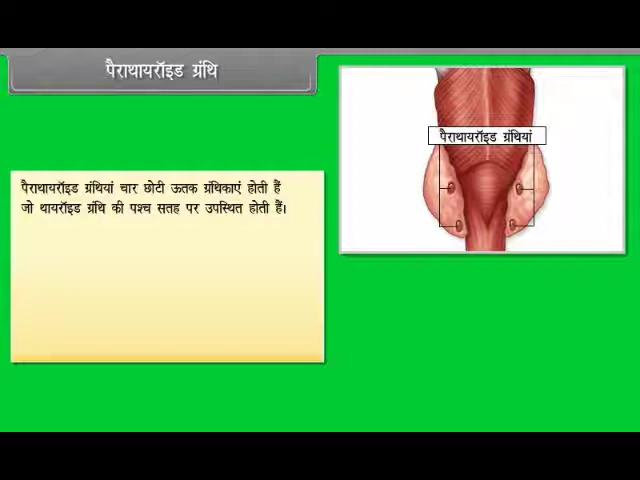 पैराथायरॉइड ग्रंथि
पैराथायरॉइड ग्रंथियां
पैराथायरॉइड ग्रंथियां चार छोटी ऊतक ग्रंथिकाएं होती हैं
जो थायरॉइड ग्रंथि की पश्च सतह पर उपस्थित होती हैं।